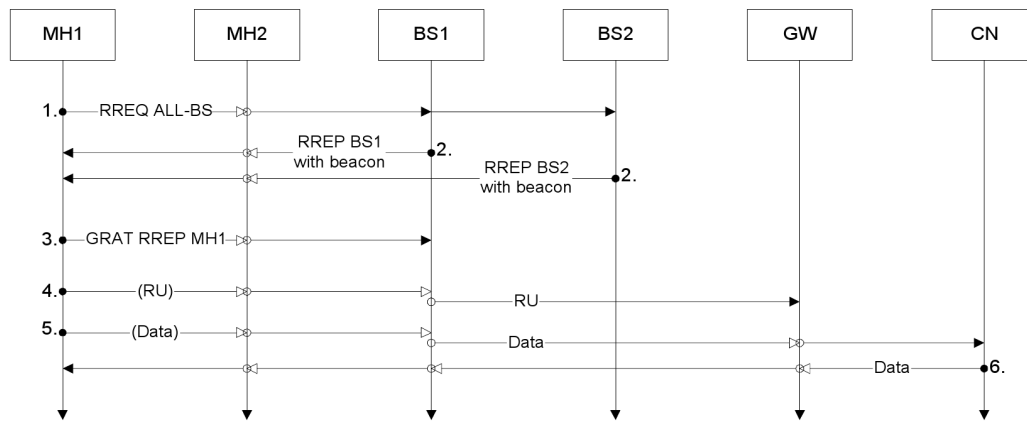 MH1
MH2
BS1
BS2
GW
CN
1.
RREQ ALL-BS
RREP BS1
with beacon
2.
RREP BS2
with beacon
2.
3.
GRAT RREP MH1
4.
(RU)
RU
5.
(Data)
Data
Data
6.